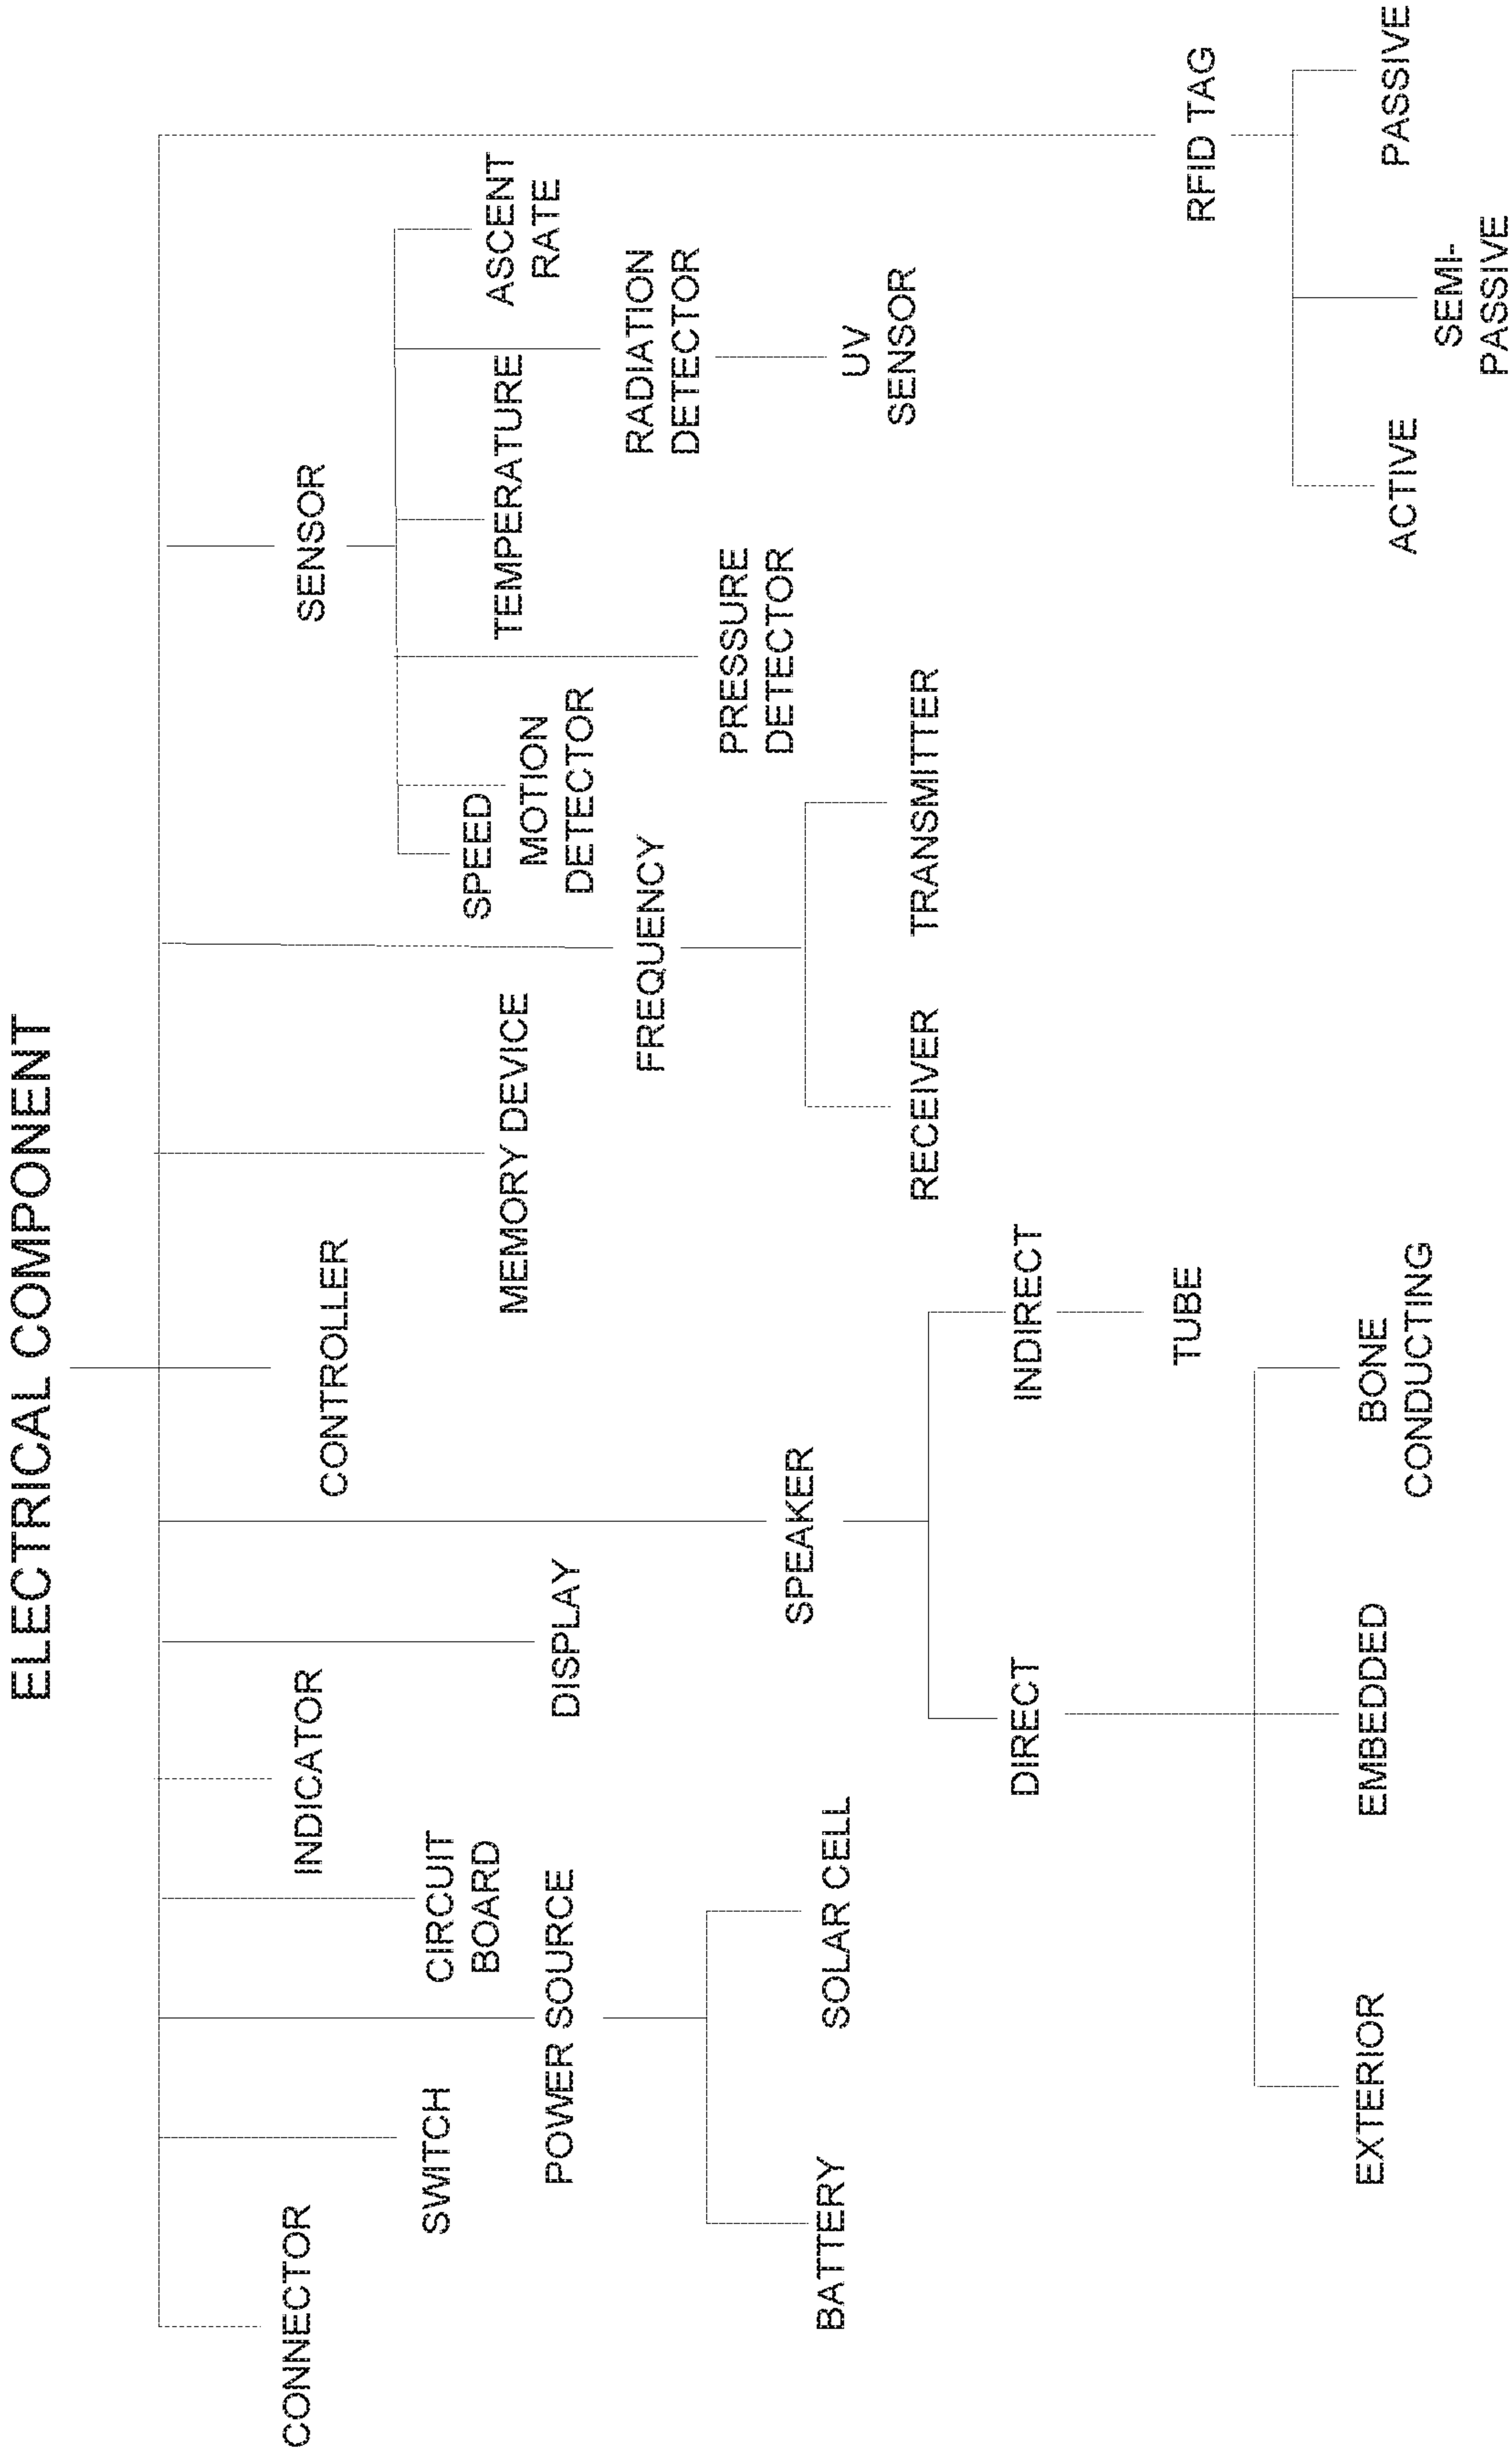 ELECTRICAL COMPONENT
CONNECTOR
SWITCH
POWER SOURCE
BATTERY
SOLAR CELL
CIRCUIT
BOARD
INDICATOR
DISPLAY
SPEAKER
DIRECT
EXTERIOR
EMBEDDED
BONE
CONDUCTING
INDIRECT
TUBE
CONTROLLER
MEMORY DEVICE
FREQUENCY
RECEIVER
TRANSMITTER
SENSOR
SPEED
MOTION
DETECTOR
PRESSURE
DETECTOR
TEMPERATURE
RADIATION
DETECTOR
UV
SENSOR
ASCENT
RATE
RFID TAG
ACTIVE
SEMI-
PASSIVE
PASSIVE